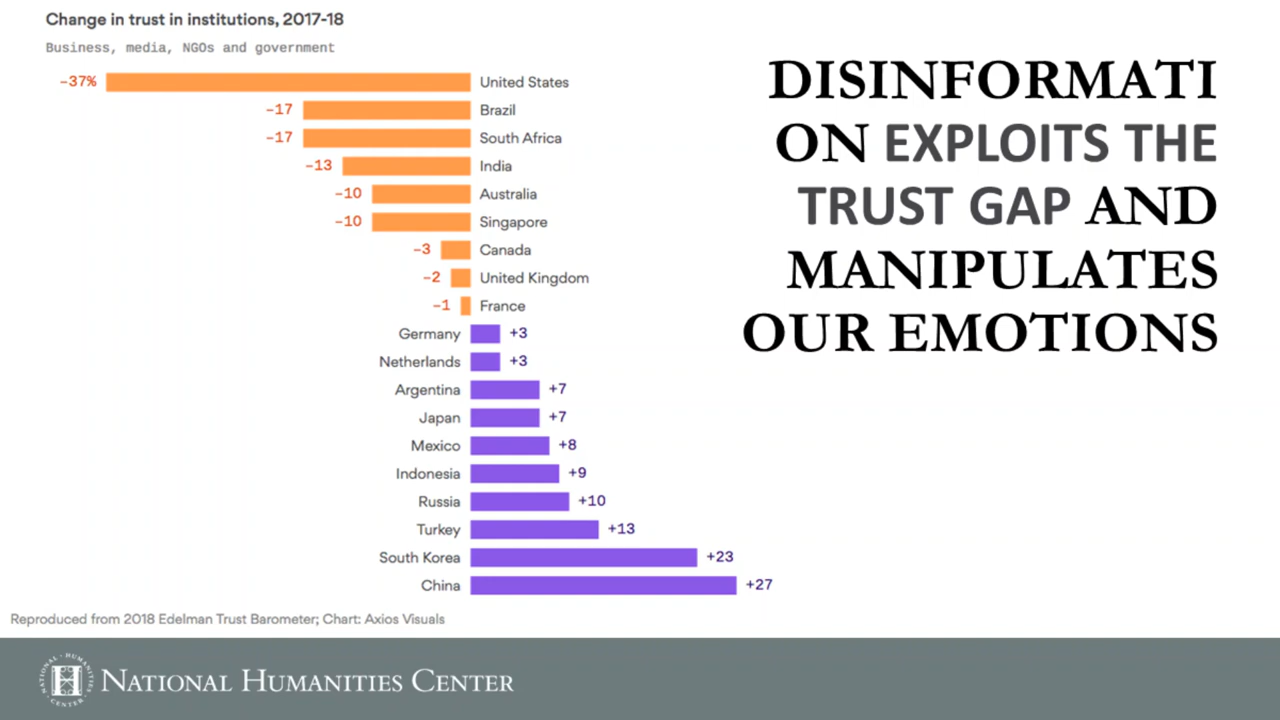 Change in trust in institutions, 2017-18
Business, media, NGOs and government
-37% United States
-17 Brazil
-17 South Africa
-13 India
-10 Australia
-10 Singapore
-3 Canada
-2 United Kingdom
-1 France
Germany +3
Netherlands +3
Argentina +7
Japan +7
Mexico +8
Indonesia +9
Russia +10
Turkey +13
South Korea +23
China +27
Reproduced from 2018 Edelman Trust Barometer; Chart: Axios Visuals
DISINFORMATI
ON EXPLOITS THE
TRUST GAP AND
MANIPULATES
OUR EMOTIONS
NATIONAL · HUMANITIES · CENTER ·
H
NATIONAL HUMANITIES CENTER